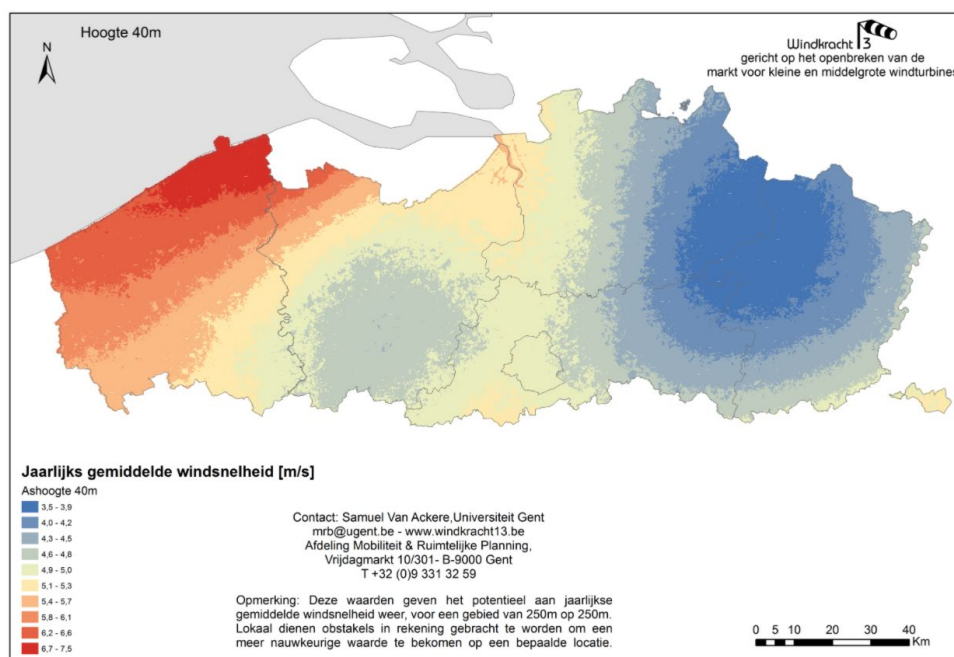 Hoogte 40m
N
Windkracht 13
gericht op het openbreken van de
markt voor kleine en middelgrote windturbines
Jaarlijks gemiddelde windsnelheid [m/s]
Ashoogte 40m
3,5 - 3,9
4,0 - 4,2
4,3 - 4,5
4,6 - 4,8
4,9 - 5,0
5,1 - 5,3
5,4 - 5,7
5,8 - 6,1
6,2 - 6,6
6,7 - 7,5
Contact: Samuel Van Ackere,Universiteit Gent
mrb@ugent.be - www.windkracht13.be
Afdeling Mobiliteit & Ruimtelijke Planning,
Vrijdagmarkt 10/301- B-9000 Gent
T +32 (0)9 331 32 59
Opmerking: Deze waarden geven het potentieel aan jaarlijkse
gemiddelde windsnelheid weer, voor een gebied van 250m op 250m.
Lokaal dienen obstakels in rekening gebracht te worden om een
meer nauwkeurige waarde te bekomen op een bepaalde locatie.
0 5 10 20 30 40
Km